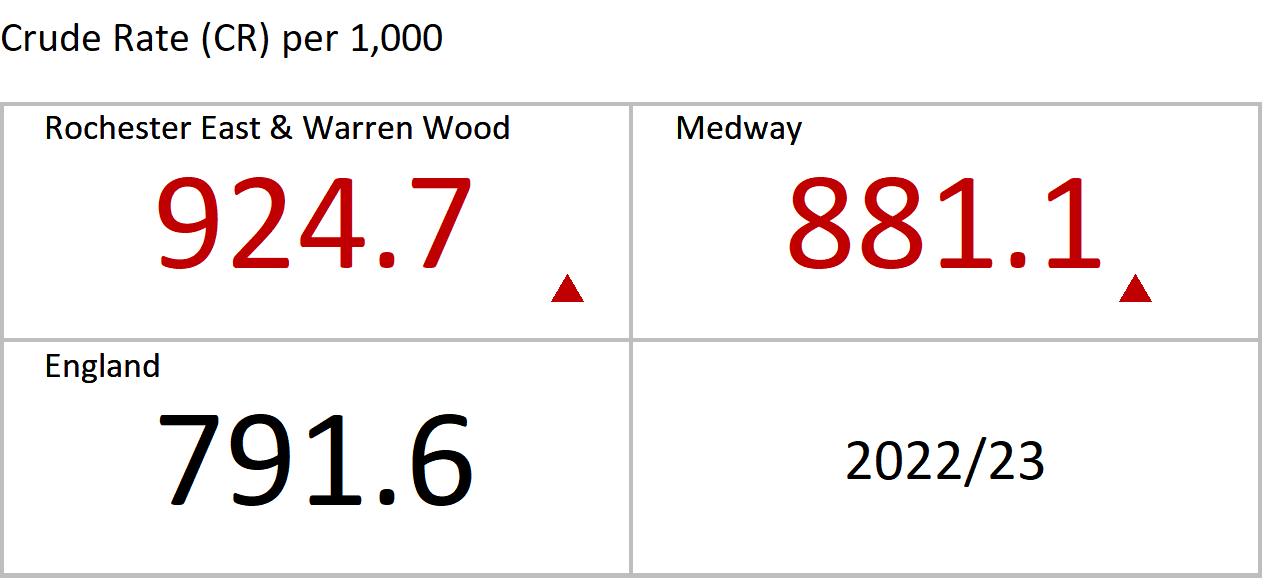 Crude Rate (CR) per 1,000
Rochester East & Warren Wood
924.7
Medway
881.1
England
791.6
2022/23